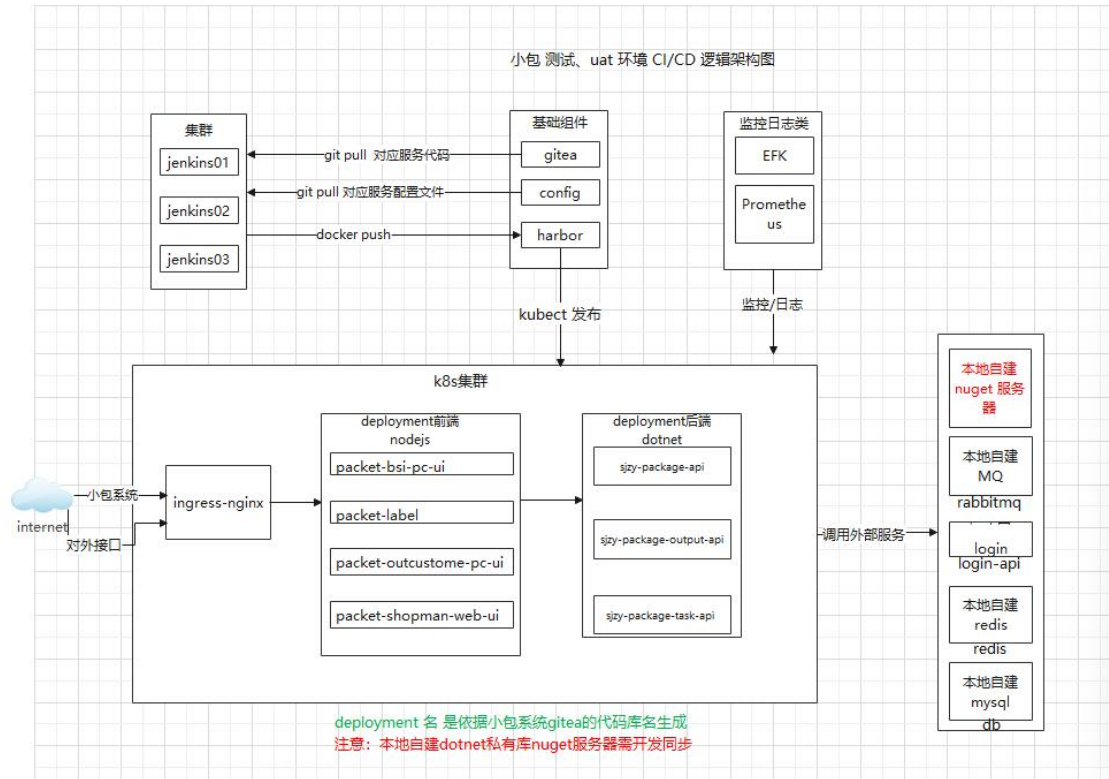 小包 测试、uat 环境 CI/CD 逻辑架构图
集群
jenkins01
jenkins02
jenkins03
git pull 对应服务代码
git pull 对应服务配置文件
docker push
基础组件
gitea
config
harbor
监控日志类
EFK
Promethe
us
kubect 发布
监控/日志
k8s集群
internet
小包系统
对外接口
ingress-nginx
deployment前端
nodejs
packet-bsi-pc-ui
packet-label
packet-outcustome-pc-ui
packet-shopman-web-ui
deployment后端
dotnet
sjzy-package-api
sjzy-package-output-api
sjzy-package-task-api
调用外部服务
本地自建
nuget 服务
器
本地自建
MQ
rabbitmq
login
login-api
本地自建
redis
redis
本地自建
mysql
db
deployment 名 是依据小包系统gitea的代码库名生成
注意：本地自建dotnet私有库nuget服务器需开发同步